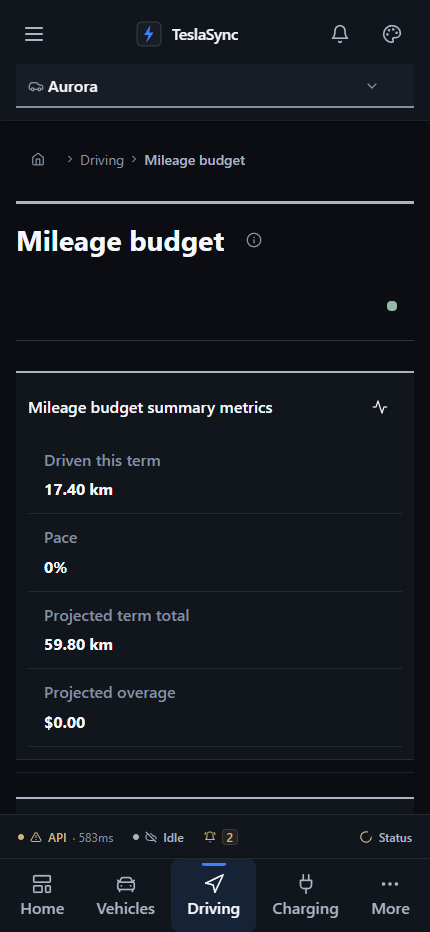 TeslaSync
Aurora
Driving > Mileage budget
Mileage budget
Mileage budget summary metrics
Driven this term
17.40 km
Pace
0%
Projected term total
59.80 km
Projected overage
$0.00
API · 583ms Idle 2 Status
Home Vehicles Driving Charging More